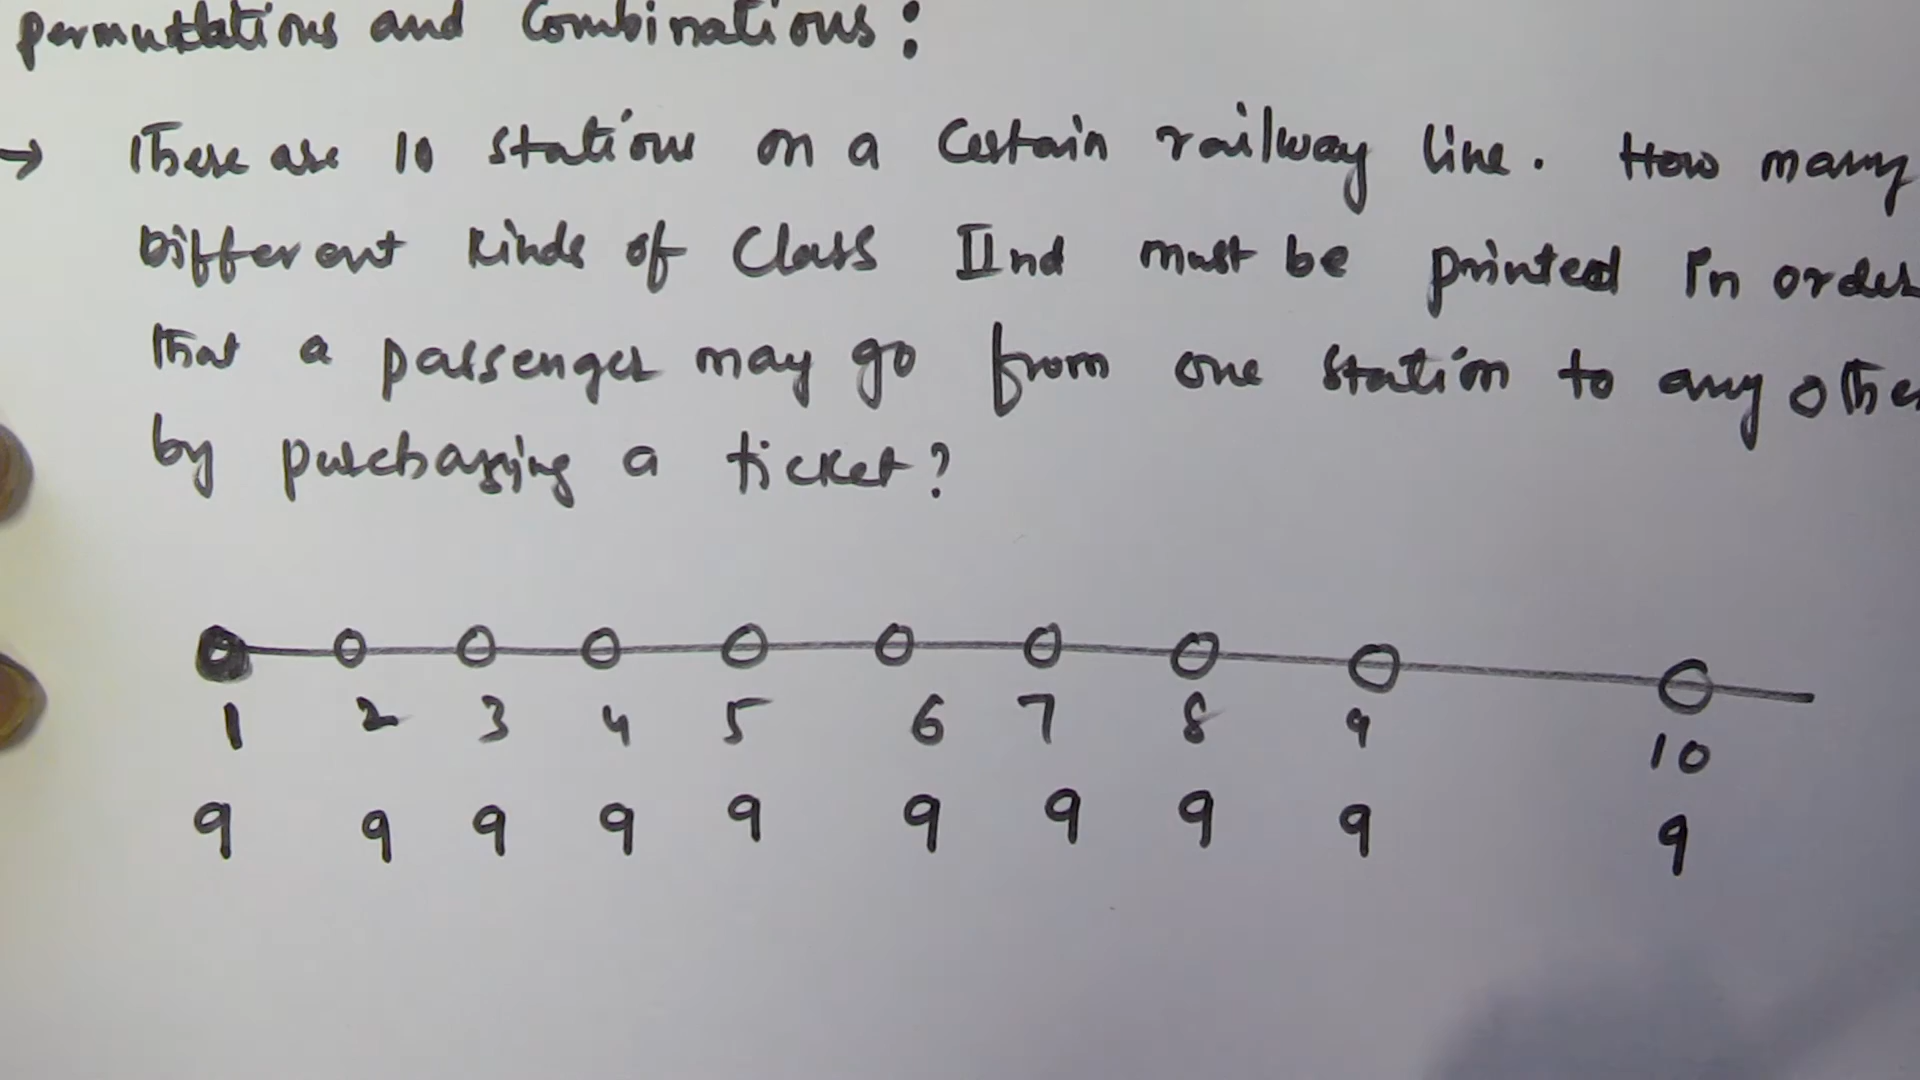 permutations and Combinations:
→ There are 10 stations on a certain railway line. How many
Different kinds of Class IInd must be printed in order
that a passenger may go from one station to any other
by purchasing a ticket?
1 2 3 4 5 6 7 8 9 10
9 9 9 9 9 9 9 9 9 9